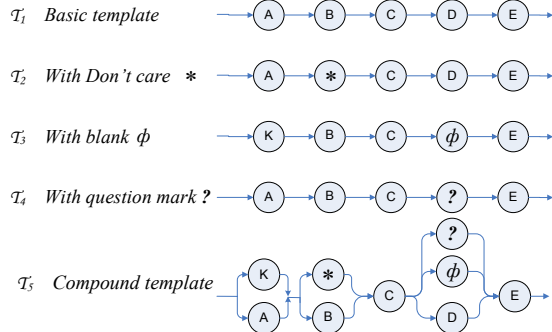 𝒯₁ Basic template A B C D E
𝒯₂ With Don't care * A * C D E
𝒯₃ With blank ϕ K B C ϕ E
𝒯₄ With question mark ? A B C ? E
?
K * ϕ
𝒯₅ Compound template C E
A B D